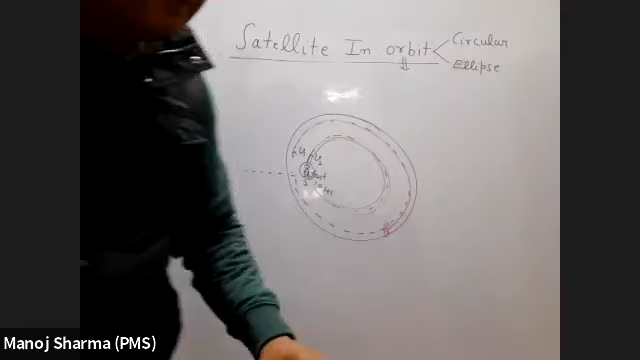 Satellite In orbit
Circular
Ellipse
Manoj Sharma (PMS)